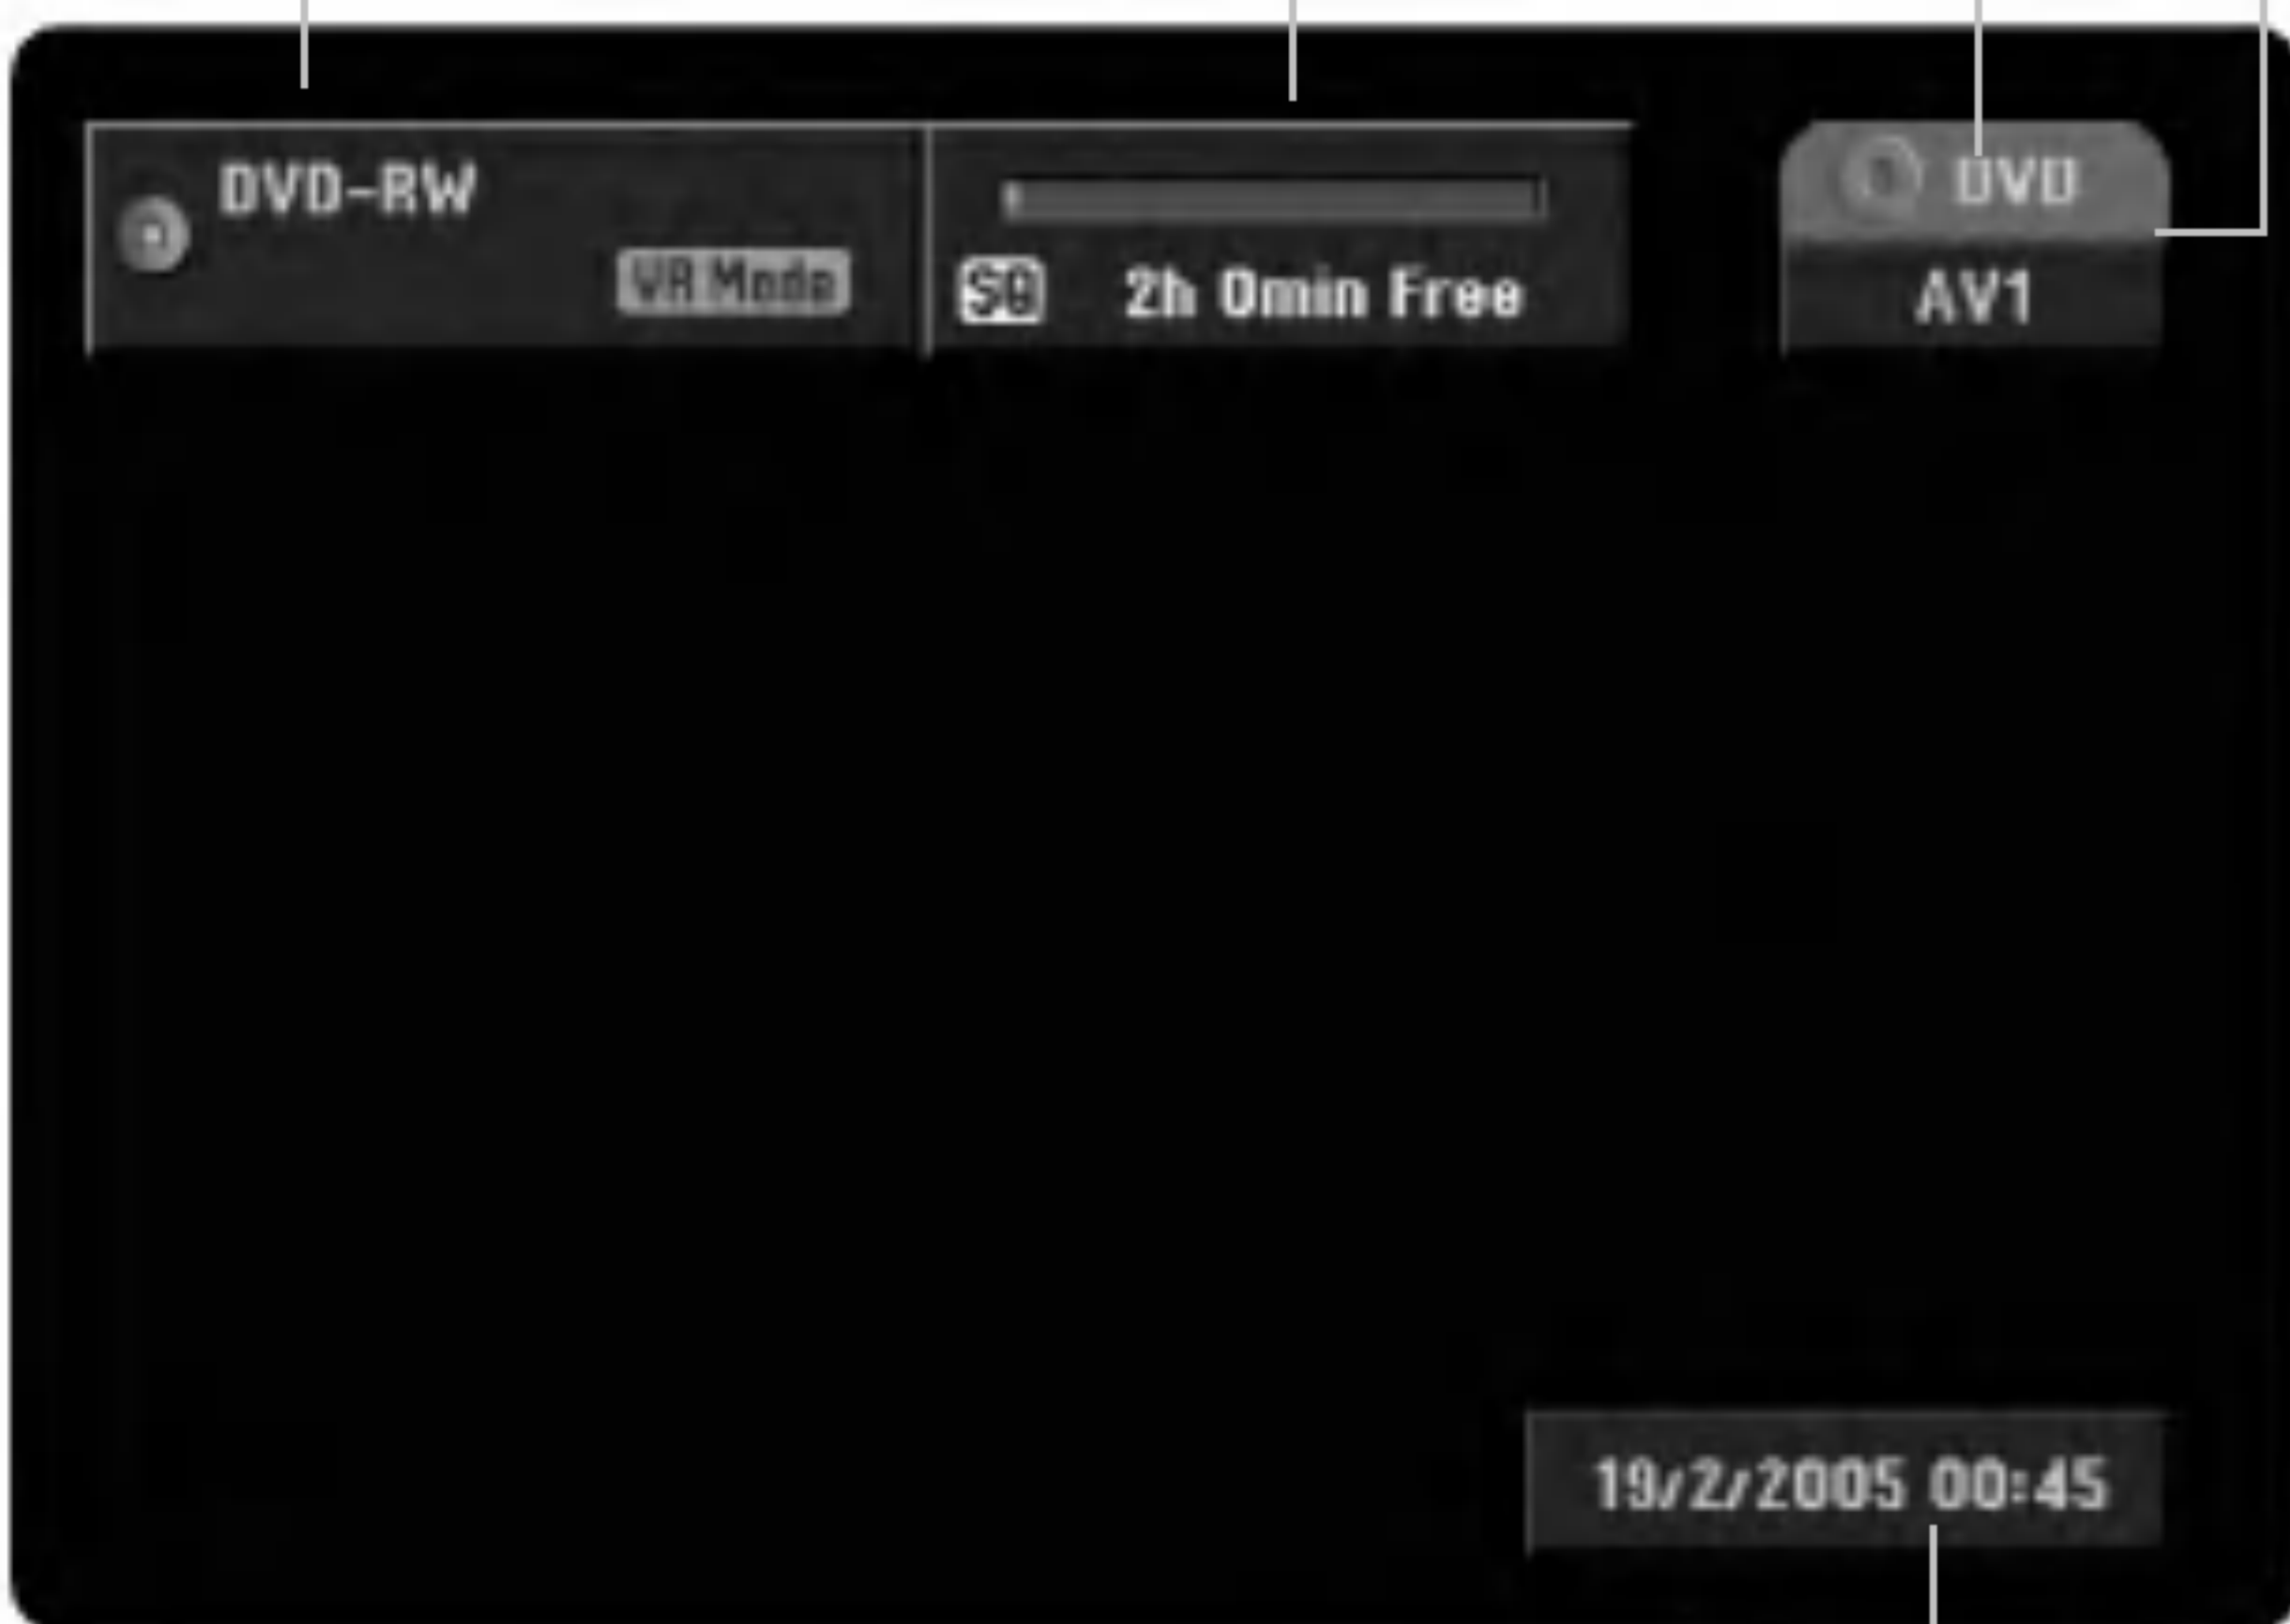 DVD-RW
VR Mode
SQ 2h 0min Free
DVD
AV1
19/2/2005 00:45